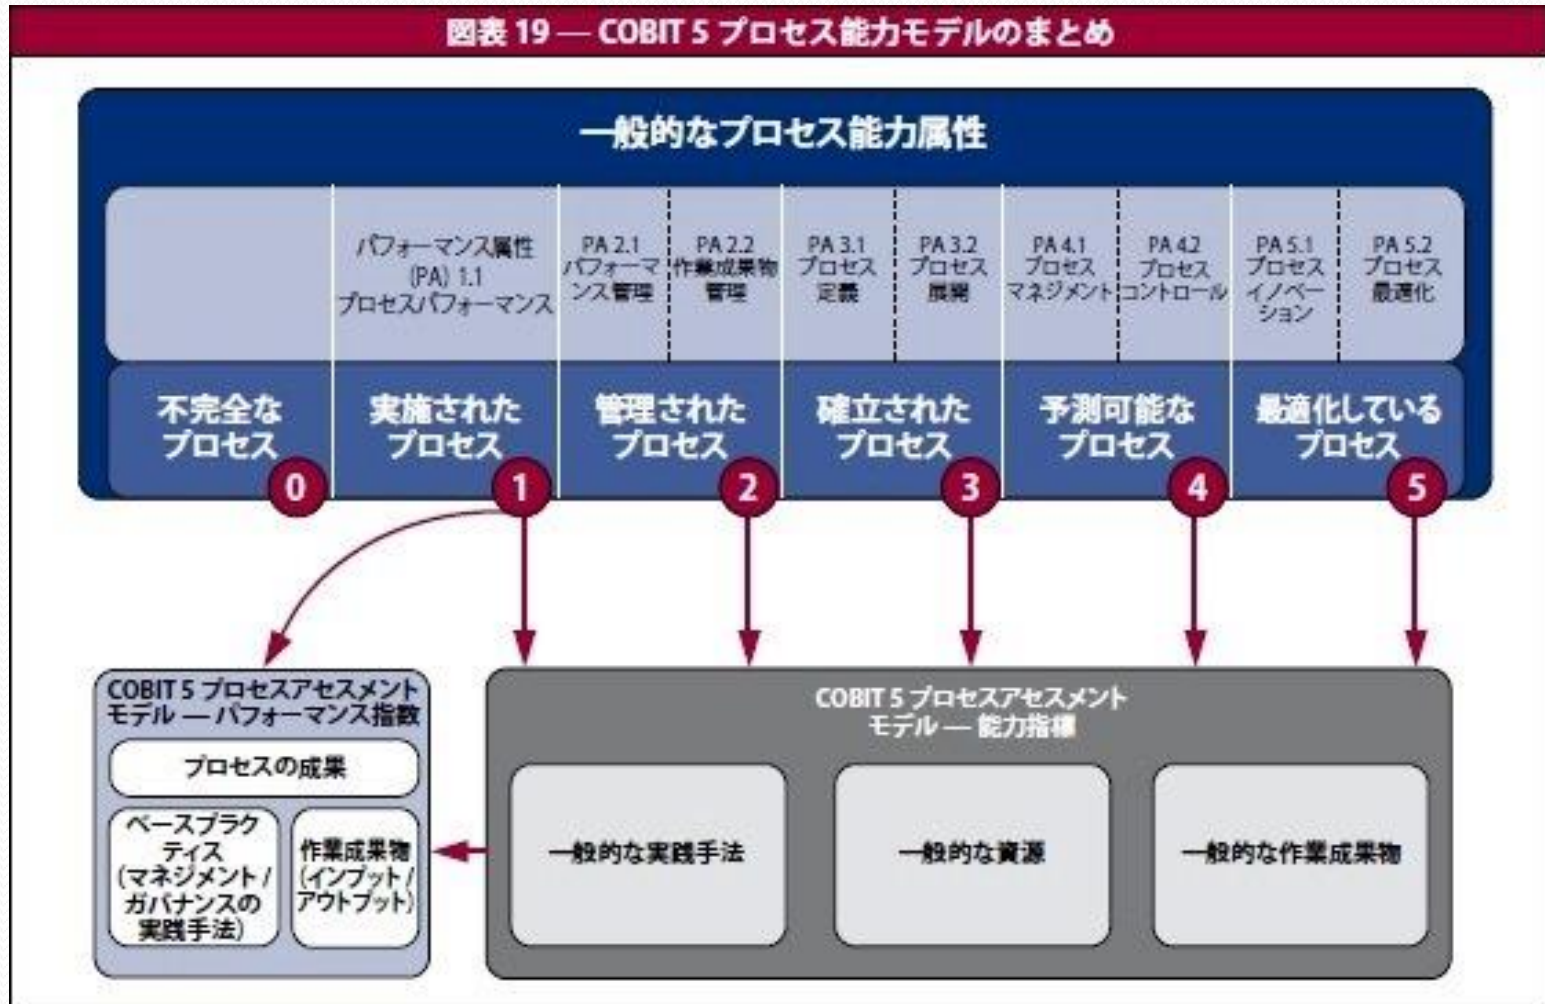 図表 19 — COBIT 5 プロセス能力モデルのまとめ
一般的なプロセス能力属性
パフォーマンス属性
(PA) 1.1
プロセスパフォーマンス
PA 2.1
パフォーマ
ンス管理
PA 2.2
作業成果物
管理
PA 3.1
プロセス
定義
PA 3.2
プロセス
展開
PA 4.1
プロセス
マネジメント
PA 4.2
プロセス
コントロール
PA 5.1
プロセス
イノベー
ション
PA 5.2
プロセス
最適化
不完全な
プロセス
0
実施された
プロセス
1
管理された
プロセス
2
確立された
プロセス
3
予測可能な
プロセス
4
最適化している
プロセス
5
COBIT 5 プロセスアセスメント
モデル — パフォーマンス指数
プロセスの成果
ベースプラク
ティス
(マネジメント /
ガバナンスの
実践手法)
作業成果物
(インプット /
アウトプット)
COBIT 5 プロセスアセスメント
モデル — 能力指標
一般的な実践手法
一般的な資源
一般的な作業成果物